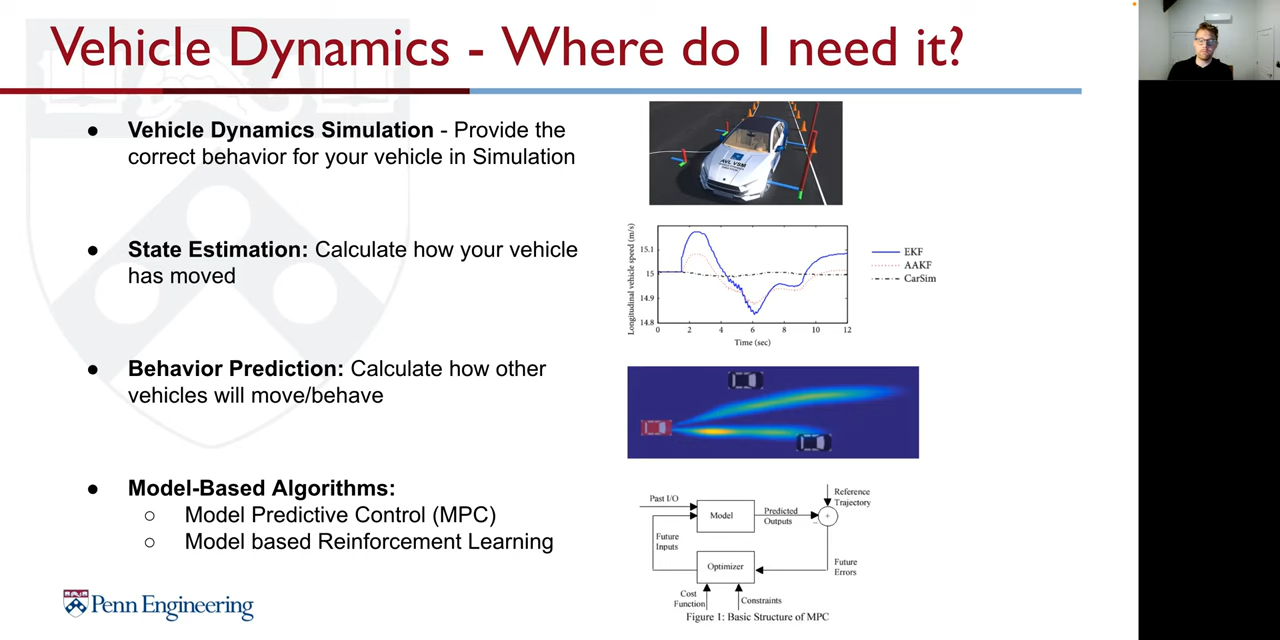 Vehicle Dynamics - Where do I need it?
● Vehicle Dynamics Simulation - Provide the
correct behavior for your vehicle in Simulation
AVL VSM
● State Estimation: Calculate how your vehicle
has moved
Longitudinal vehicle speed (m/s)
15.1
15
14.9
14.8
0 2 4 6 8 10 12
Time (sec)
EKF
AAKF
CarSim
● Behavior Prediction: Calculate how other
vehicles will move/behave
● Model-Based Algorithms:
○ Model Predictive Control (MPC)
○ Model based Reinforcement Learning
Past I/O
Model
Predicted
Outputs
Reference
Trajectory
+
-
Future
Inputs
Optimizer
Future
Errors
Cost
Function
Constraints
Figure 1: Basic Structure of MPC
Penn Engineering